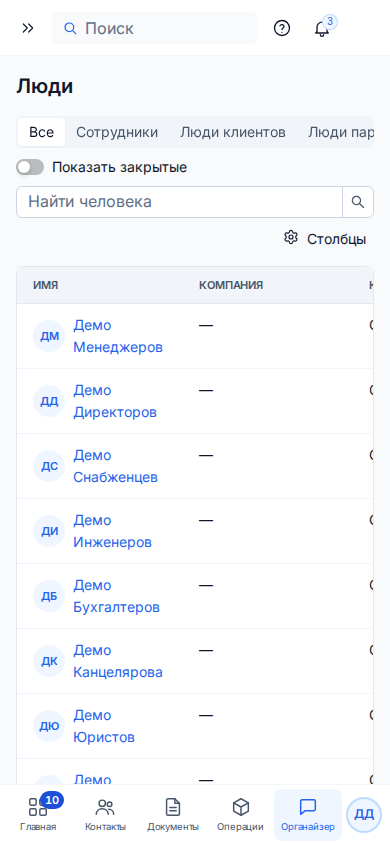 Поиск
3
Люди
Все Сотрудники Люди клиентов Люди пар
Показать закрытые
Найти человека
Столбцы
ИМЯ КОМПАНИЯ
ДМ Демо Менеджеров —
ДД Демо Директоров —
ДС Демо Снабженцев —
ДИ Демо Инженеров —
ДБ Демо Бухгалтеров —
ДК Демо Канцелярова —
ДЮ Демо Юристов —
Демо —
10
Главная Контакты Документы Операции Органайзер ДД